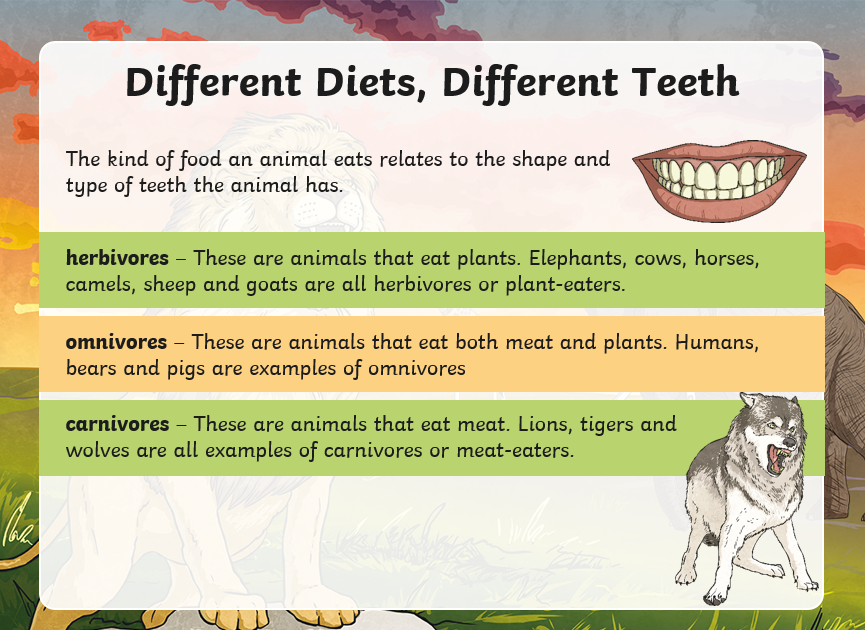 Different Diets, Different Teeth
The kind of food an animal eats relates to the shape and
type of teeth the animal has.
herbivores – These are animals that eat plants. Elephants, cows, horses,
camels, sheep and goats are all herbivores or plant-eaters.
omnivores – These are animals that eat both meat and plants. Humans,
bears and pigs are examples of omnivores
carnivores – These are animals that eat meat. Lions, tigers and
wolves are all examples of carnivores or meat-eaters.